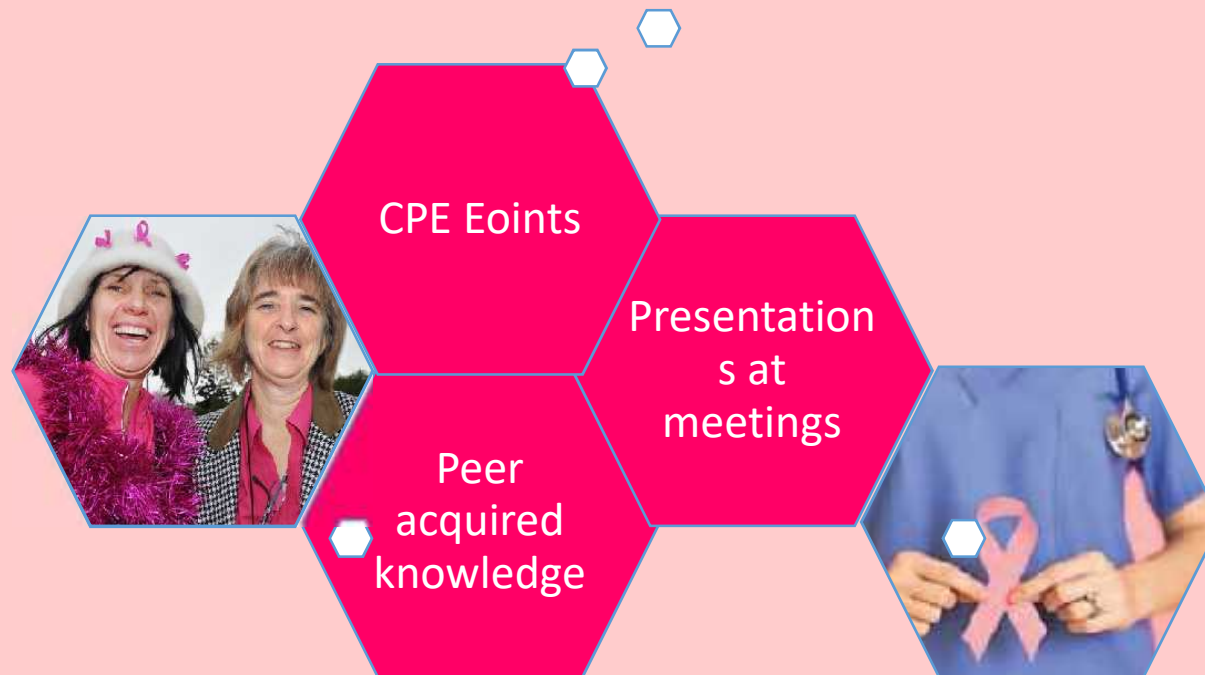 CPE Eoints
Presentation
s at
meetings
Peer
acquired
knowledge